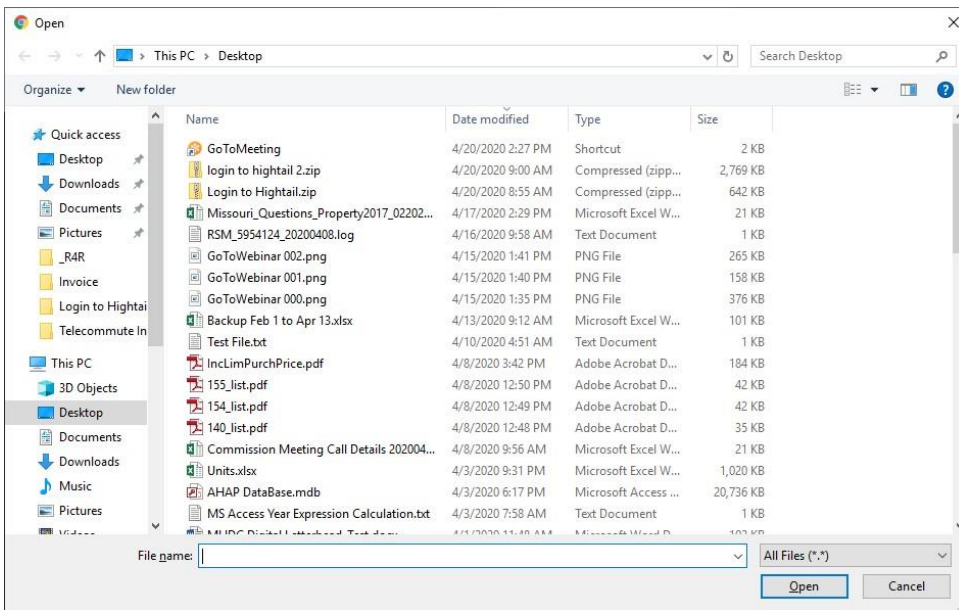 Open
This PC > Desktop
Search Desktop
Organize
New folder
Name Date modified Type Size
Quick access
Desktop
Downloads
Documents
Pictures
_R4R
Invoice
Login to Hightai
Telecommute In
This PC
3D Objects
Desktop
Documents
Downloads
Music
Pictures
Videos
GoToMeeting 4/20/2020 2:27 PM Shortcut 2 KB
login to hightail 2.zip 4/20/2020 9:00 AM Compressed (zipp... 2,769 KB
Login to Hightail.zip 4/20/2020 8:55 AM Compressed (zipp... 642 KB
Missouri_Questions_Property2017_02202... 4/17/2020 2:29 PM Microsoft Excel W... 21 KB
RSM_5954124_20200408.log 4/16/2020 9:58 AM Text Document 1 KB
GoToWebinar 002.png 4/15/2020 1:41 PM PNG File 265 KB
GoToWebinar 001.png 4/15/2020 1:40 PM PNG File 158 KB
GoToWebinar 000.png 4/15/2020 1:35 PM PNG File 376 KB
Backup Feb 1 to Apr 13.xlsx 4/13/2020 9:12 AM Microsoft Excel W... 101 KB
Test File.txt 4/10/2020 4:51 AM Text Document 1 KB
IncLimPurchPrice.pdf 4/8/2020 3:42 PM Adobe Acrobat D... 184 KB
155_list.pdf 4/8/2020 12:50 PM Adobe Acrobat D... 42 KB
154_list.pdf 4/8/2020 12:49 PM Adobe Acrobat D... 42 KB
140_list.pdf 4/8/2020 12:48 PM Adobe Acrobat D... 35 KB
Commission Meeting Call Details 202004... 4/8/2020 9:56 AM Microsoft Excel W... 21 KB
Units.xlsx 4/3/2020 9:31 PM Microsoft Excel W... 1,020 KB
AHAP DataBase.mdb 4/3/2020 6:17 PM Microsoft Access ... 20,736 KB
MS Access Year Expression Calculation.txt 4/3/2020 7:58 AM Text Document 1 KB
MHDC Digital Letterhead_Test.docx 4/1/2020 11:48 AM Microsoft Word D...
File name:
All Files (*.*)
Open
Cancel